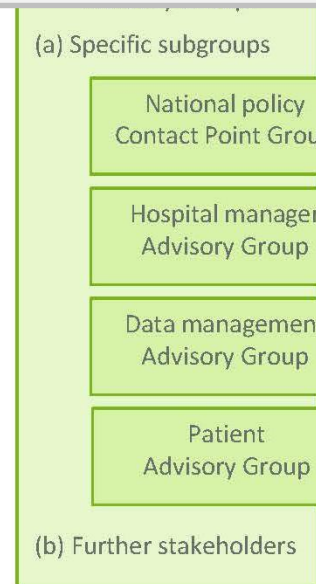 (a) Specific subgroups
National policy
Contact Point Grou
Hospital manager
Advisory Group
Data managemen
Advisory Group
Patient
Advisory Group
(b) Further stakeholders